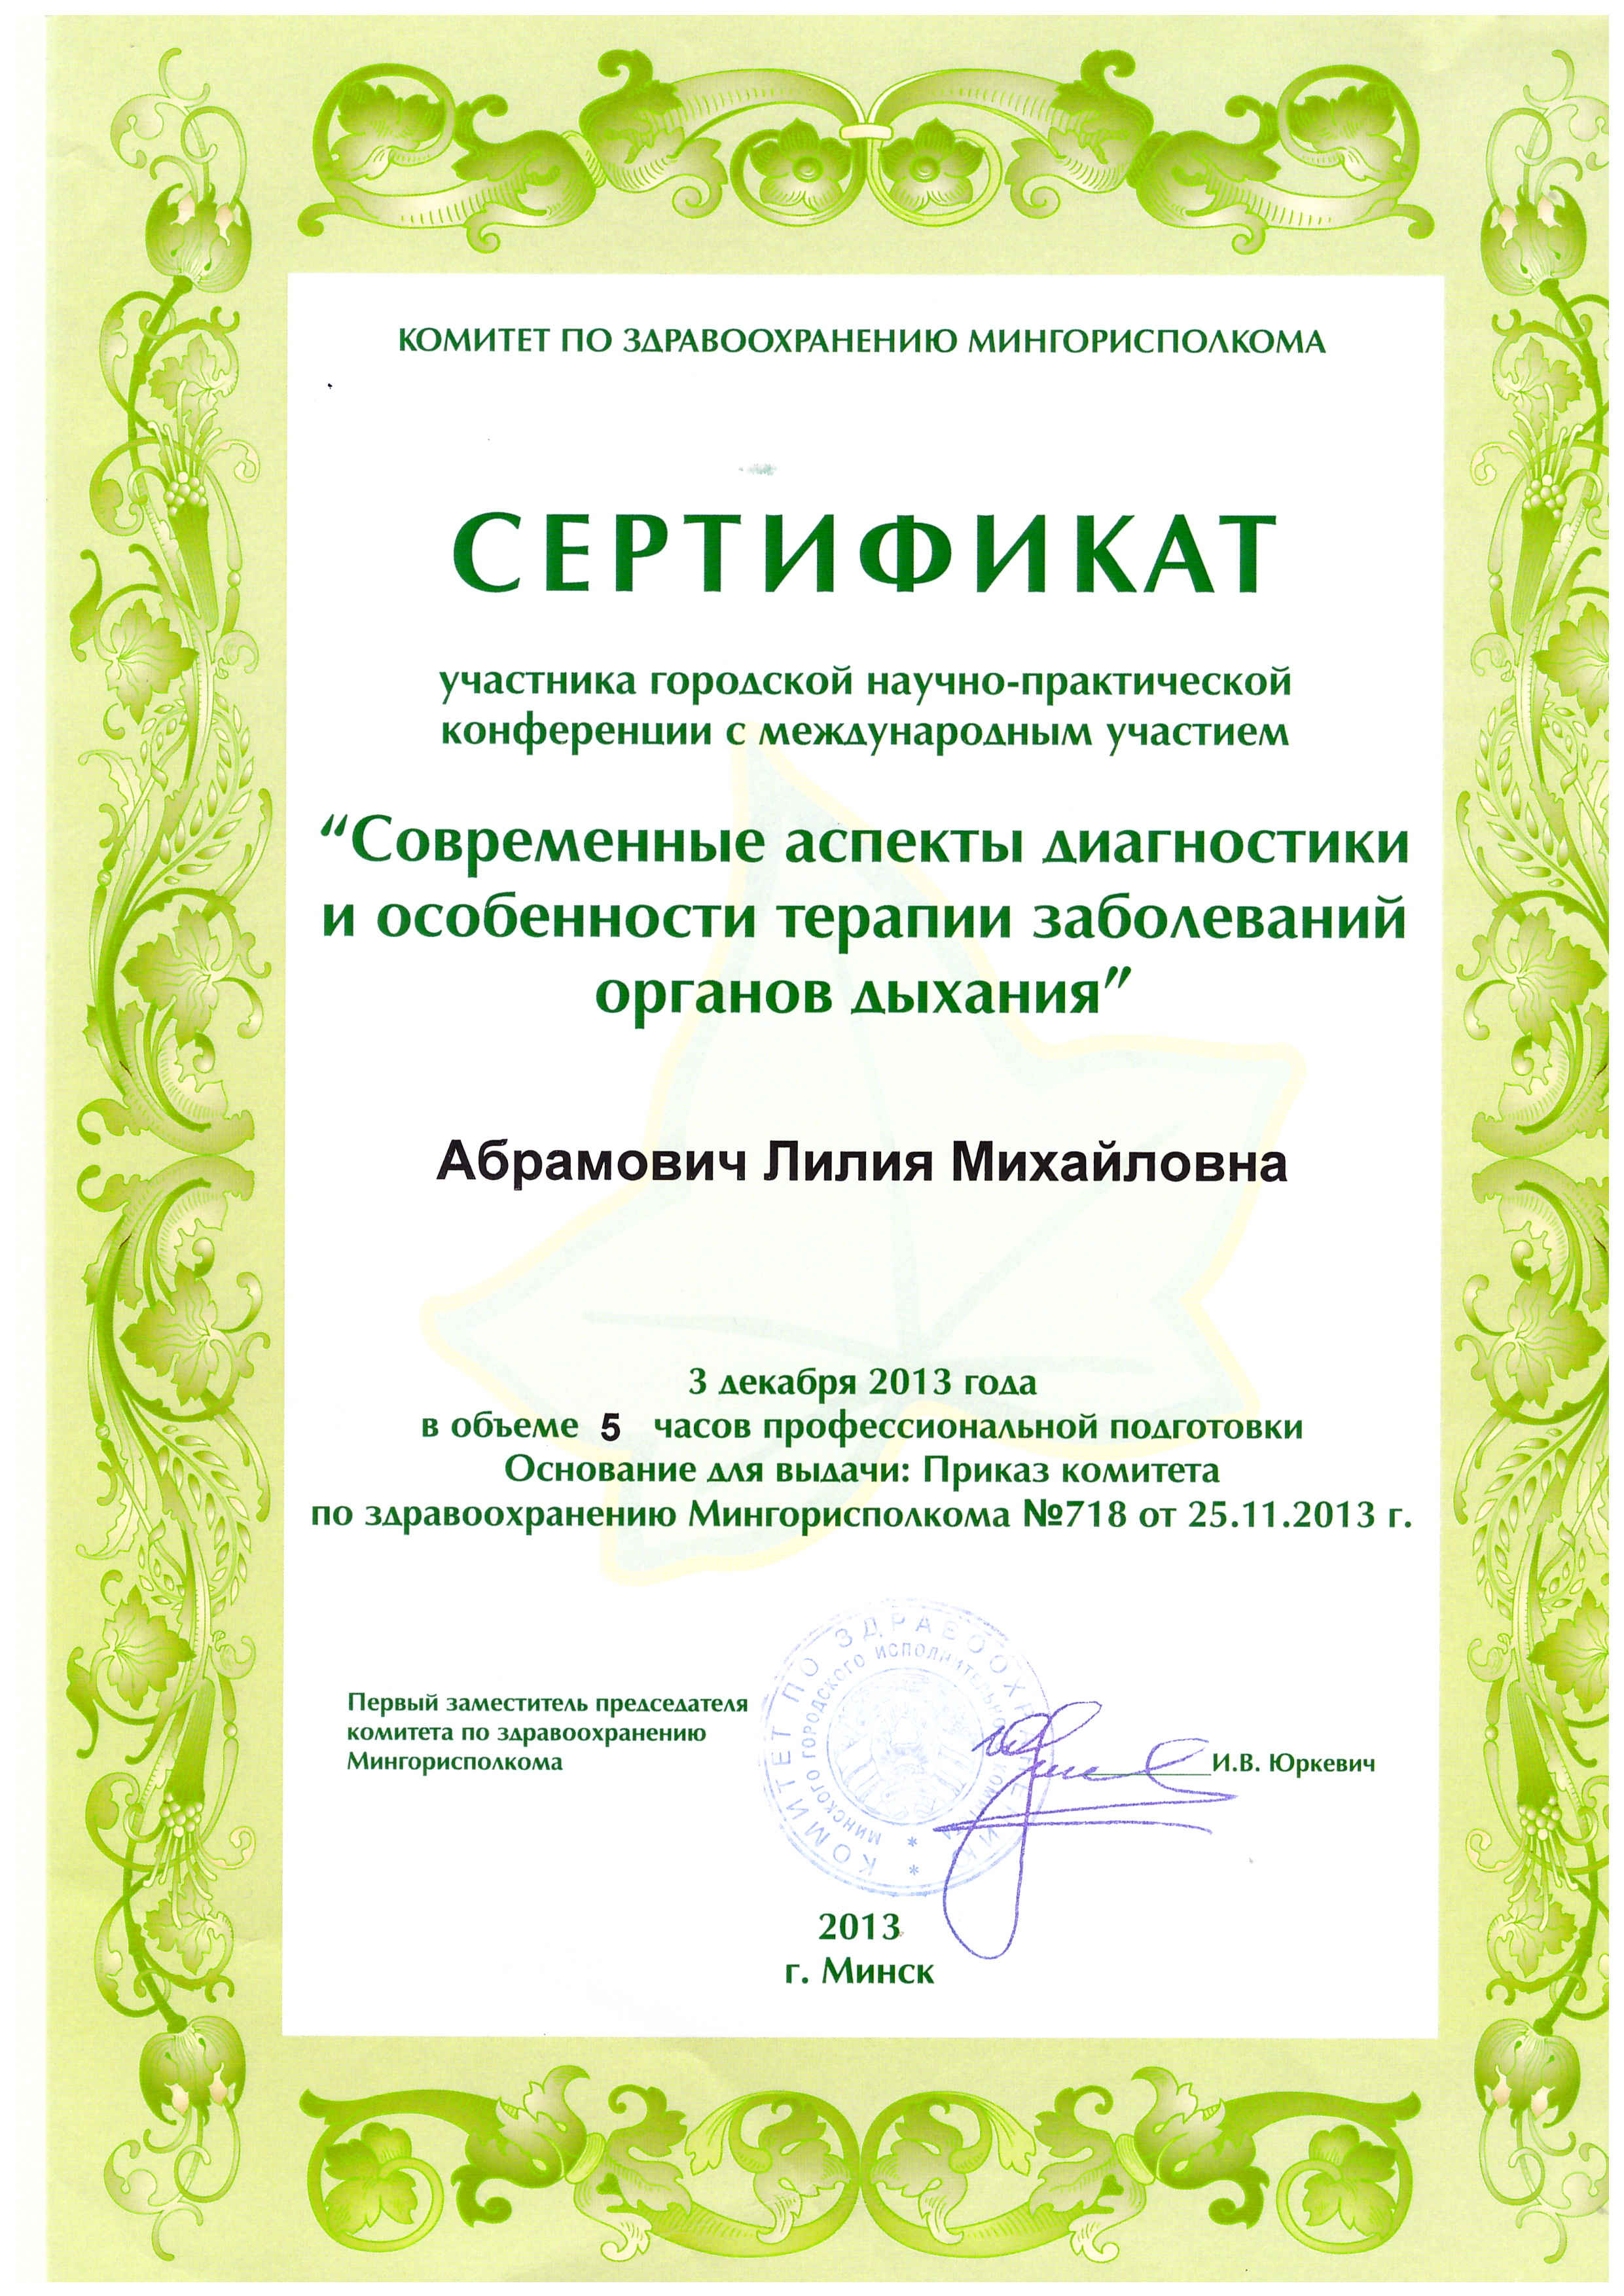 КОМИТЕТ ПО ЗДРАВООХРАНЕНИЮ МИНГОРИСПОЛКОМА
СЕРТИФИКАТ
участника городской научно-практической
конференции с международным участием
“Современные аспекты диагностики
и особенности терапии заболеваний
органов дыхания”
Абрамович Лилия Михайловна
3 декабря 2013 года
в объеме 5 часов профессиональной подготовки
Основание для выдачи: Приказ комитета
по здравоохранению Мингорисполкома №718 от 25.11.2013 г.
КОМИТЕТ ПО ЗДРАВООХР
МИНСКОГО ГОРОДСКОГО ИСПОЛНИТЕЛЬНОГО
Первый заместитель председателя
комитета по здравоохранению
Мингорисполкома
И.В. Юркевич
2013
г. Минск